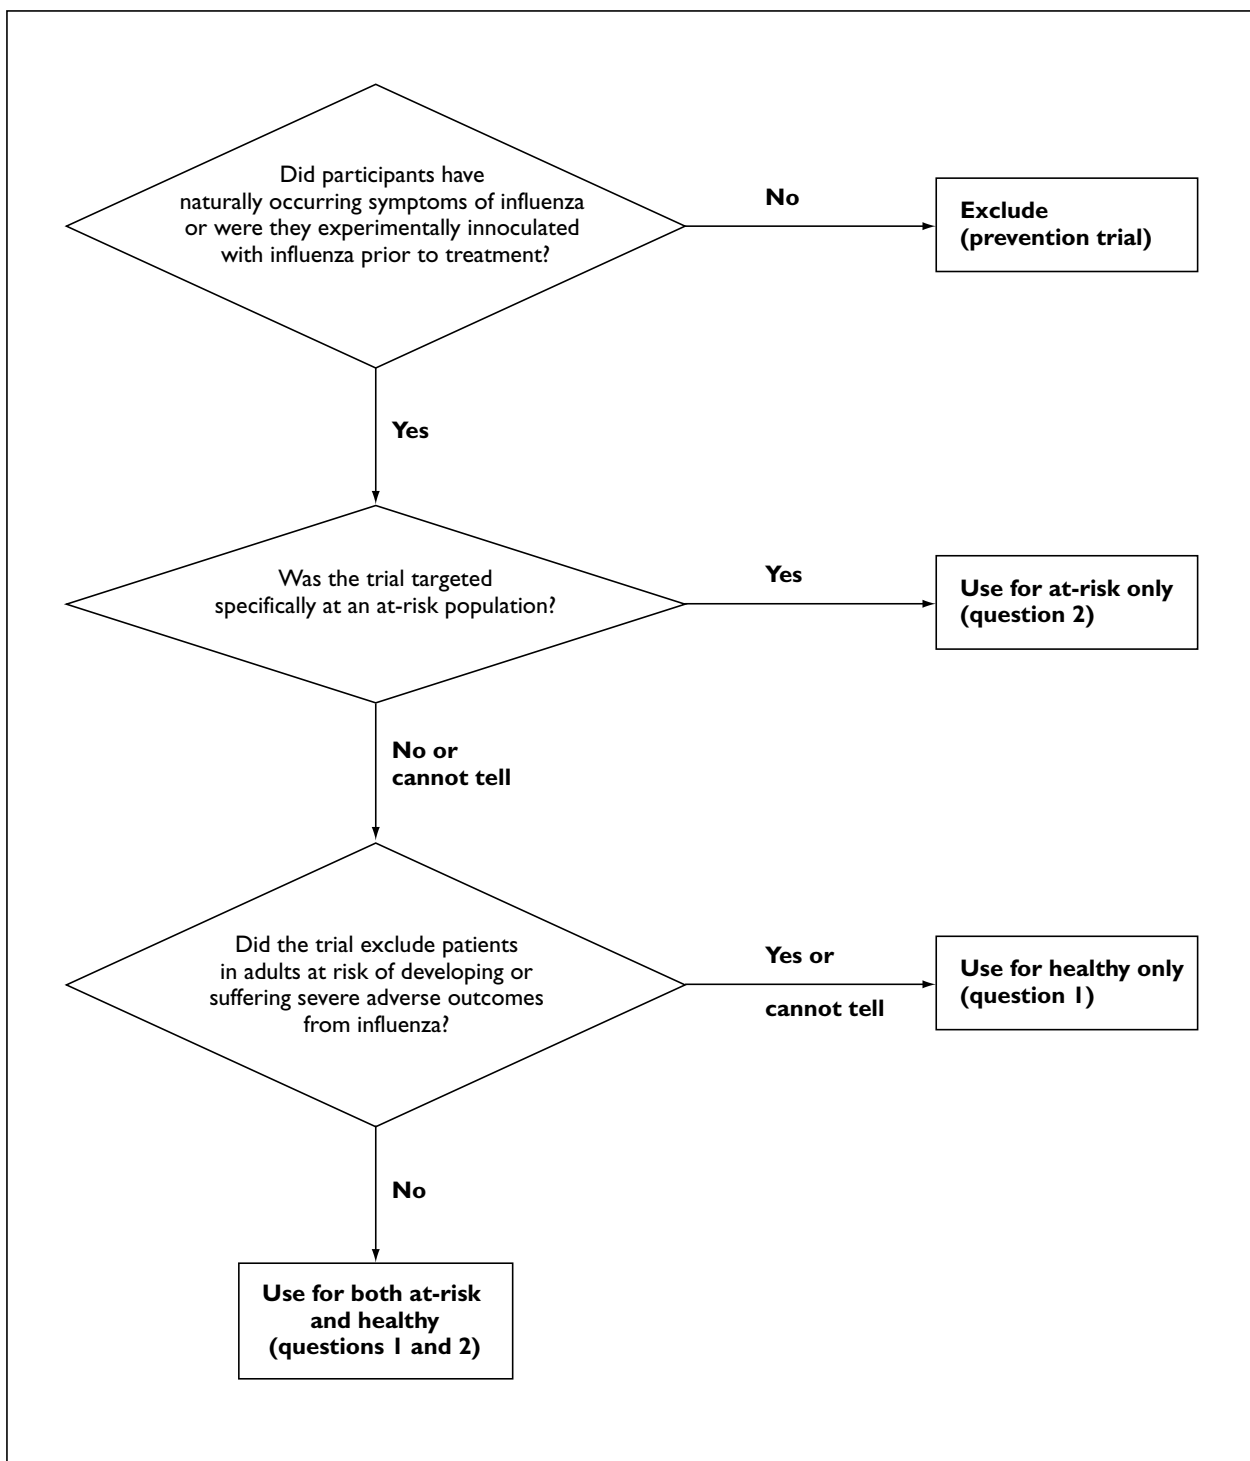 Did participants have
naturally occurring symptoms of influenza
or were they experimentally innoculated
with influenza prior to treatment?
No
Exclude
(prevention trial)
Yes
Was the trial targeted
specifically at an at-risk population?
Yes
Use for at-risk only
(question 2)
No or
cannot tell
Did the trial exclude patients
in adults at risk of developing or
suffering severe adverse outcomes
from influenza?
Yes or
cannot tell
Use for healthy only
(question 1)
No
Use for both at-risk
and healthy
(questions 1 and 2)